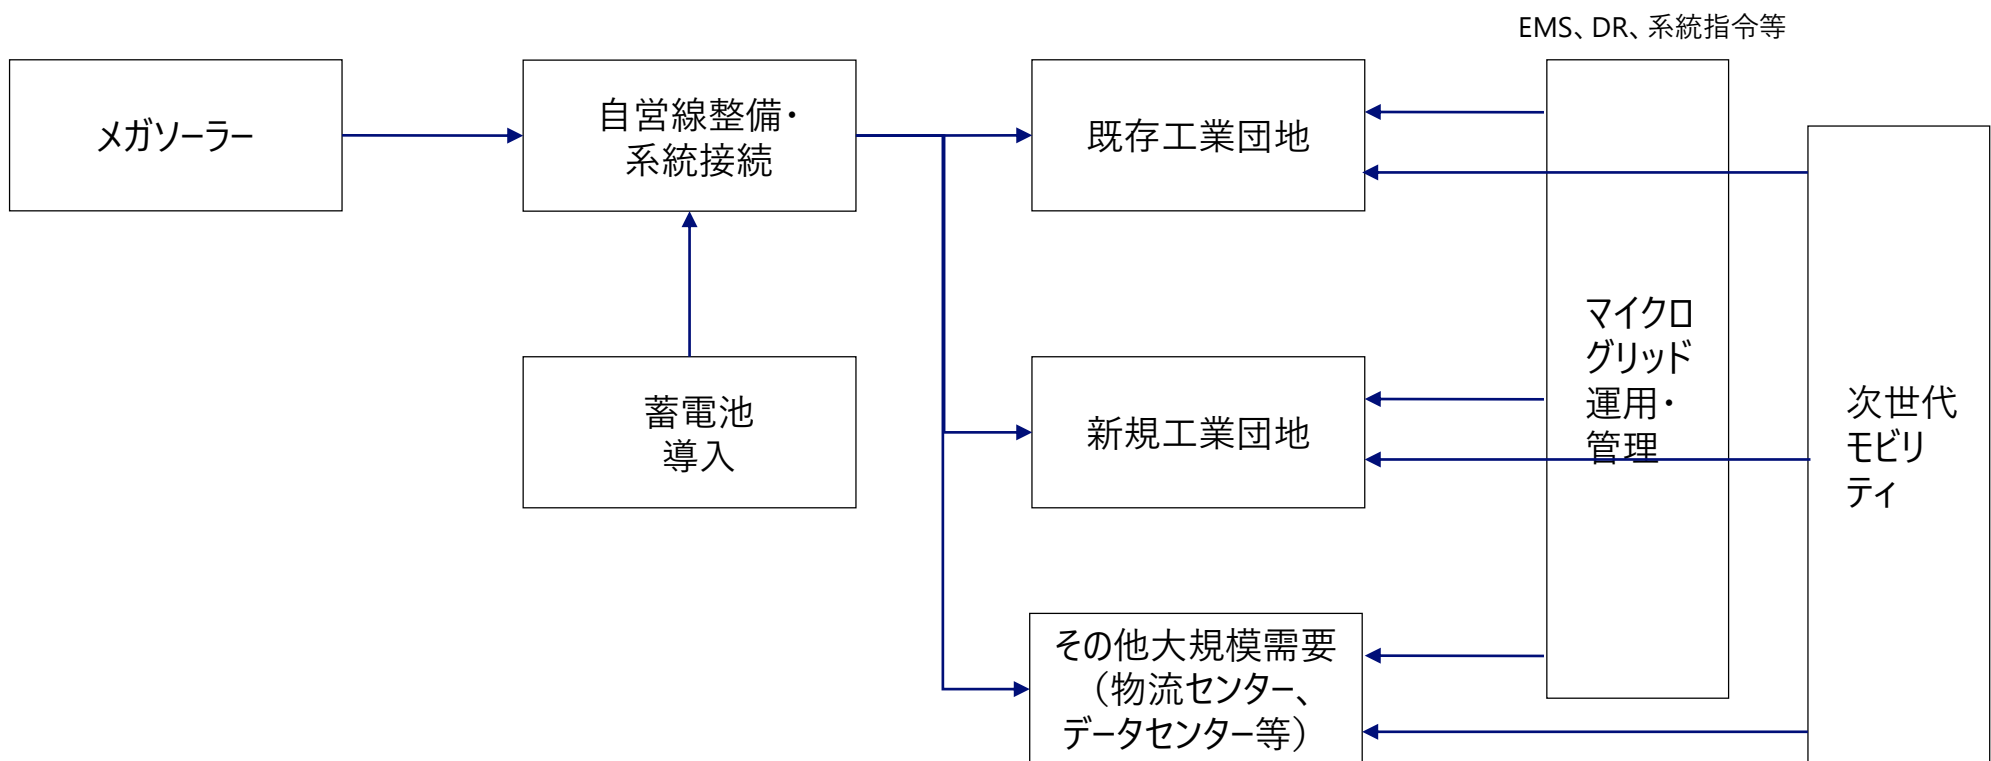 EMS、DR、系統指令等
メガソーラー
自営線整備・
系統接続
既存工業団地
蓄電池
導入
新規工業団地
その他大規模需要
（物流センター、
データセンター等）
マイクロ
グリッド
運用・
管理
次世代
モビリ
ティ